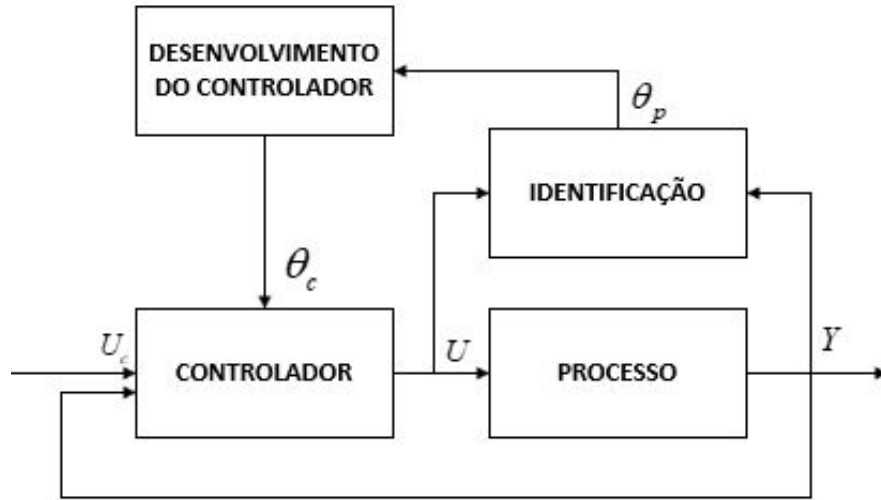 DESENVOLVIMENTO
DO CONTROLADOR
θp
IDENTIFICAÇÃO
θc
Uc
CONTROLADOR
U
PROCESSO
Y